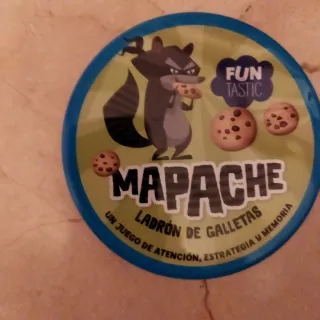 FUN
TASTIC
MAPACHE
LADRÓN DE GALLETAS
UN JUEGO DE ATENCIÓN, ESTRATEGIA Y MEMORIA